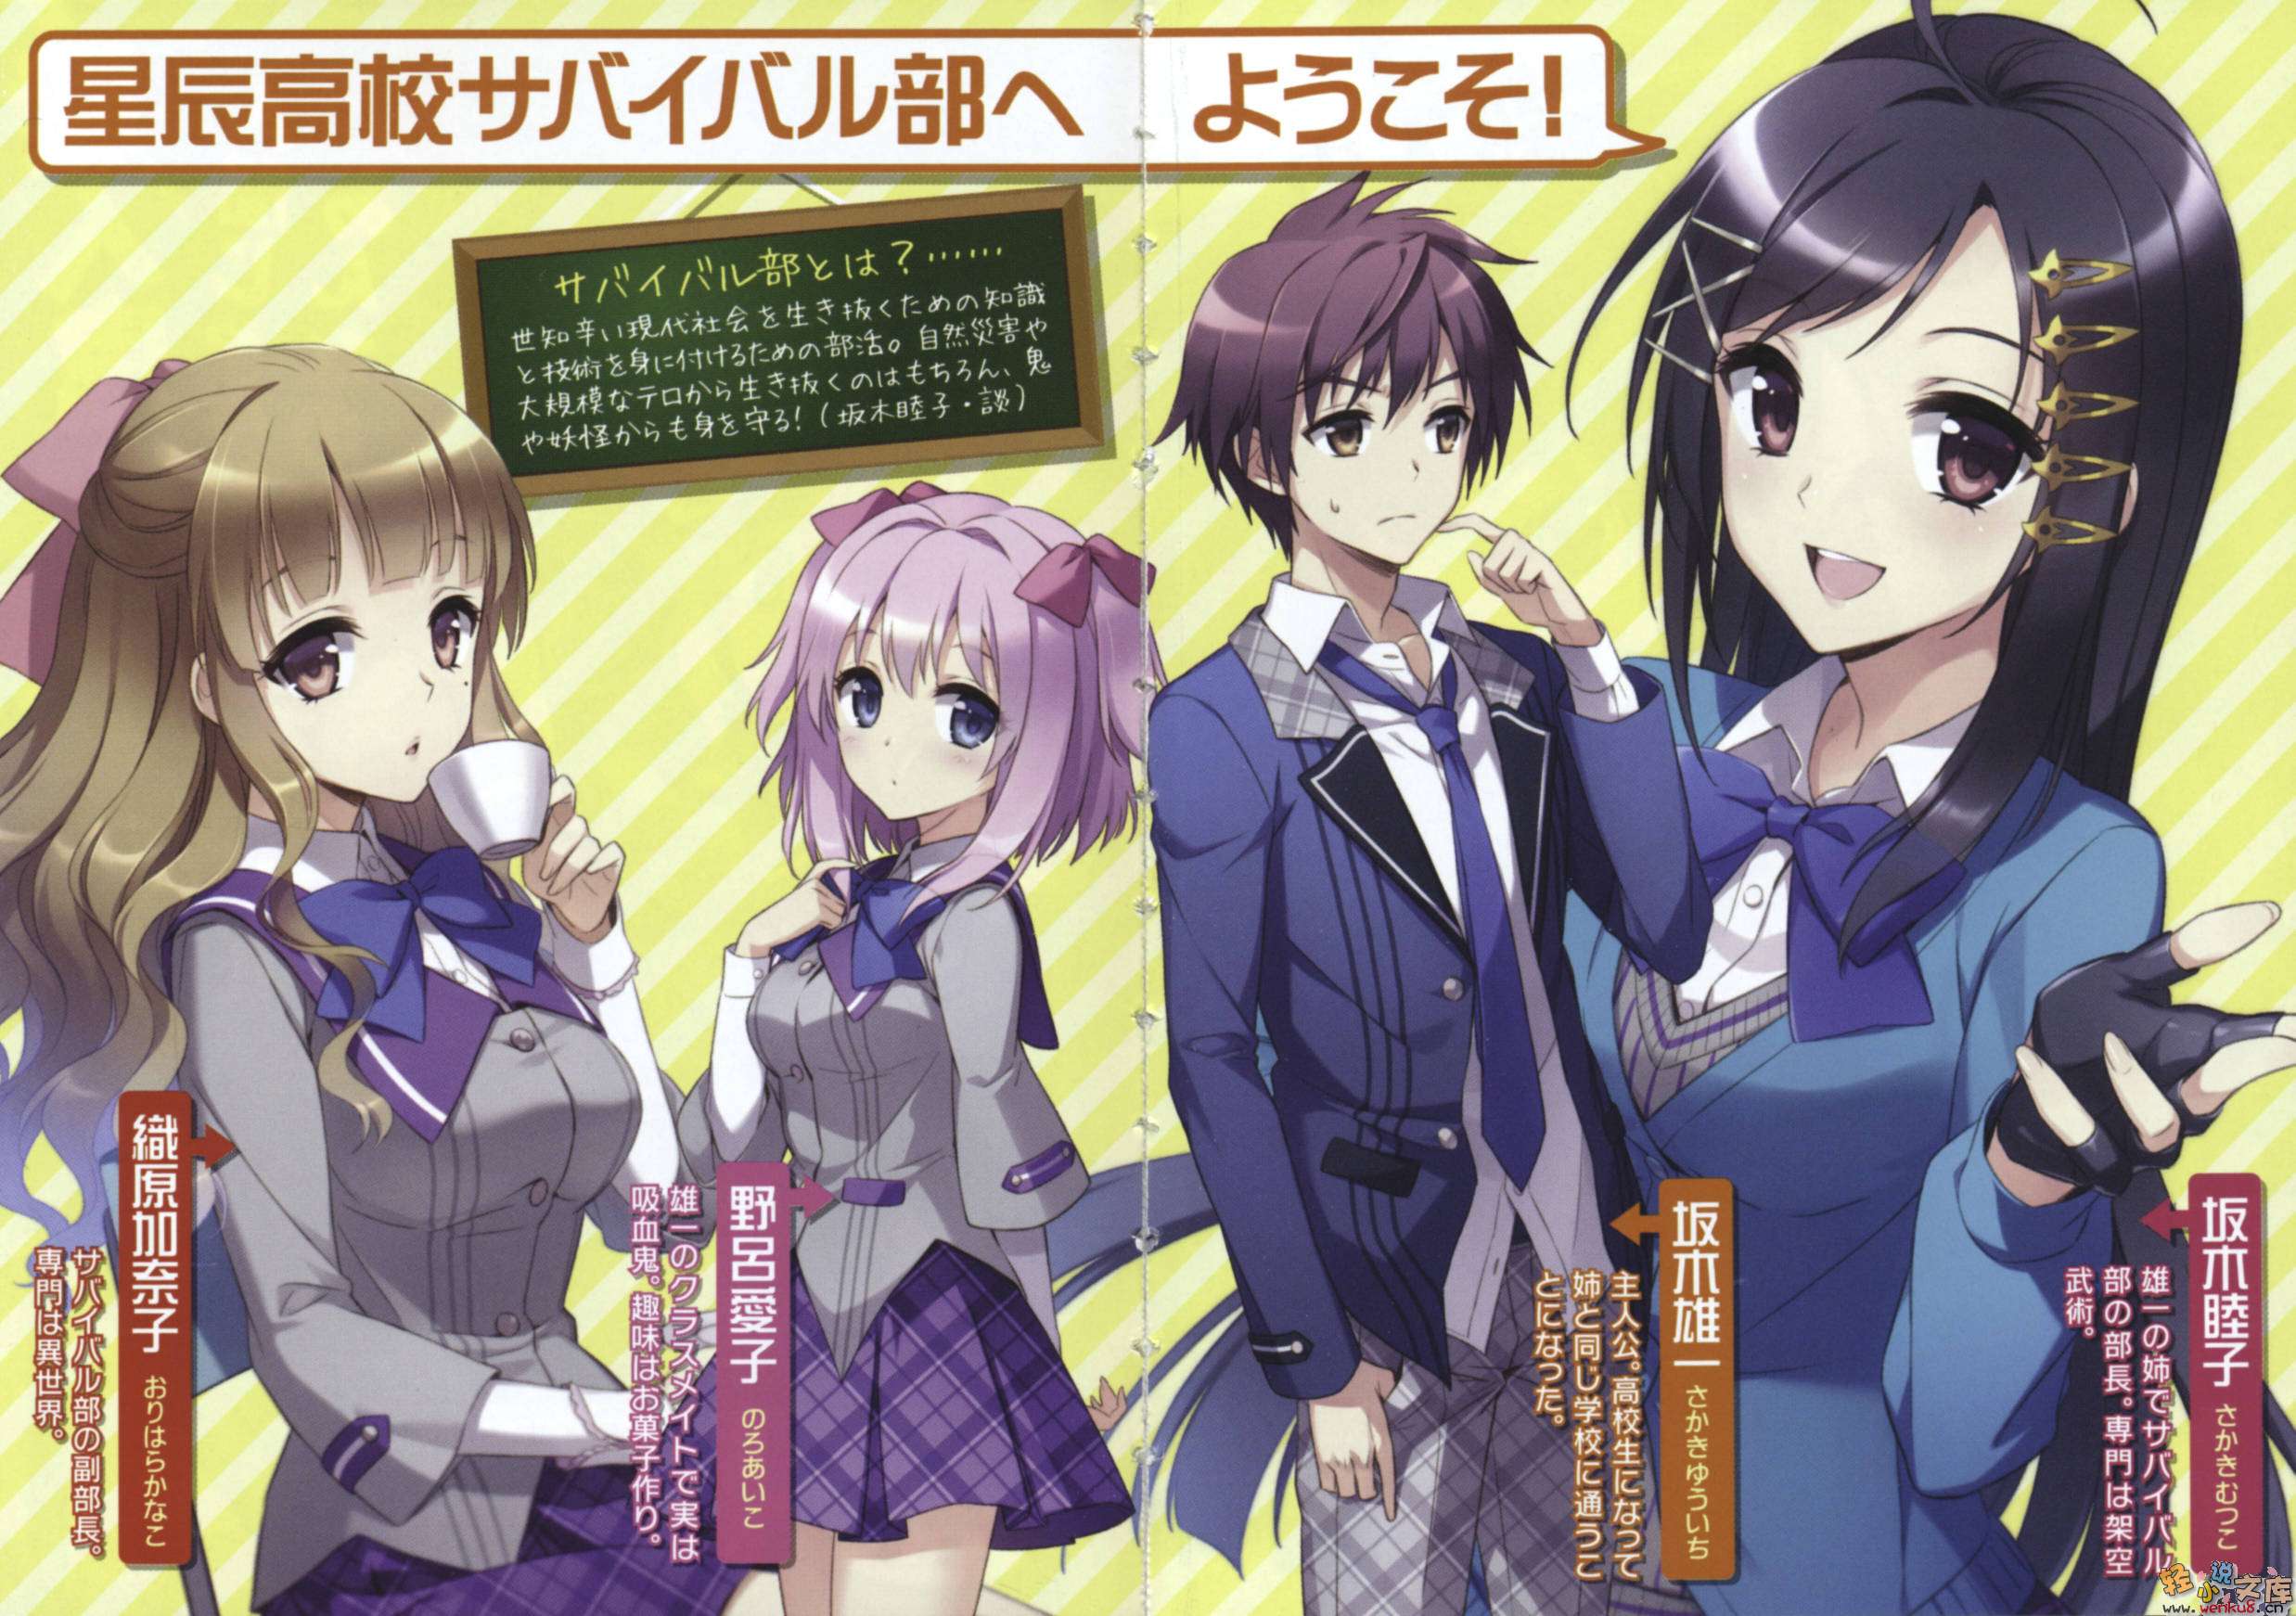 星辰高校サバイバル部へ ようこそ!
サバイバル部とは?……
世知辛い現代社会を生き抜くための知識
と技術を身に付けるための部活。自然災害や
大規模なテロから生き抜くのはもちろん、鬼
や妖怪からも身を守る!(坂木睦子・談)
坂木睦子 さかきむつこ
雄一の姉でサバイバル
部の部長。専門は架空
武術。
坂木雄一 さかきゆういち
主人公。高校生になって
姉と同じ学校に通うこ
とになった。
野呂愛子 のろあいこ
雄一のクラスメイトで実は
吸血鬼。趣味はお菓子作り。
織原加奈子 おりはらかなこ
サバイバル部の副部長。
専門は異世界。
轻小说文库
www.wenku8.cn